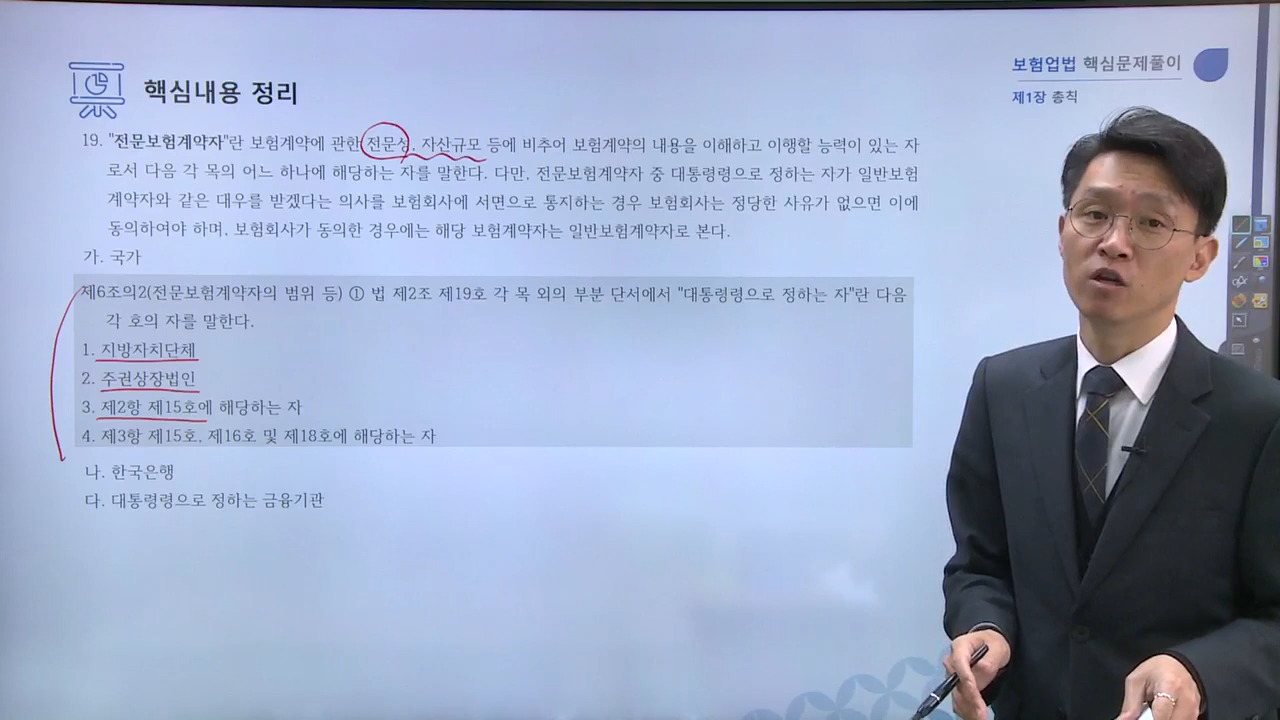 보험업법 핵심문제풀이
제1장 총칙
핵심내용 정리
19. "전문보험계약자"란 보험계약에 관한 전문성, 자산규모 등에 비추어 보험계약의 내용을 이해하고 이행할 능력이 있는 자
로서 다음 각 목의 어느 하나에 해당하는 자를 말한다. 다만, 전문보험계약자 중 대통령령으로 정하는 자가 일반보험
계약자와 같은 대우를 받겠다는 의사를 보험회사에 서면으로 통지하는 경우 보험회사는 정당한 사유가 없으면 이에
동의하여야 하며, 보험회사가 동의한 경우에는 해당 보험계약자는 일반보험계약자로 본다.
가. 국가
제6조의2(전문보험계약자의 범위 등) ① 법 제2조 제19호 각 목 외의 부분 단서에서 "대통령령으로 정하는 자"란 다음
각 호의 자를 말한다.
1. 지방자치단체
2. 주권상장법인
3. 제2항 제15호에 해당하는 자
4. 제3항 제15호, 제16호 및 제18호에 해당하는 자
나. 한국은행
다. 대통령령으로 정하는 금융기관